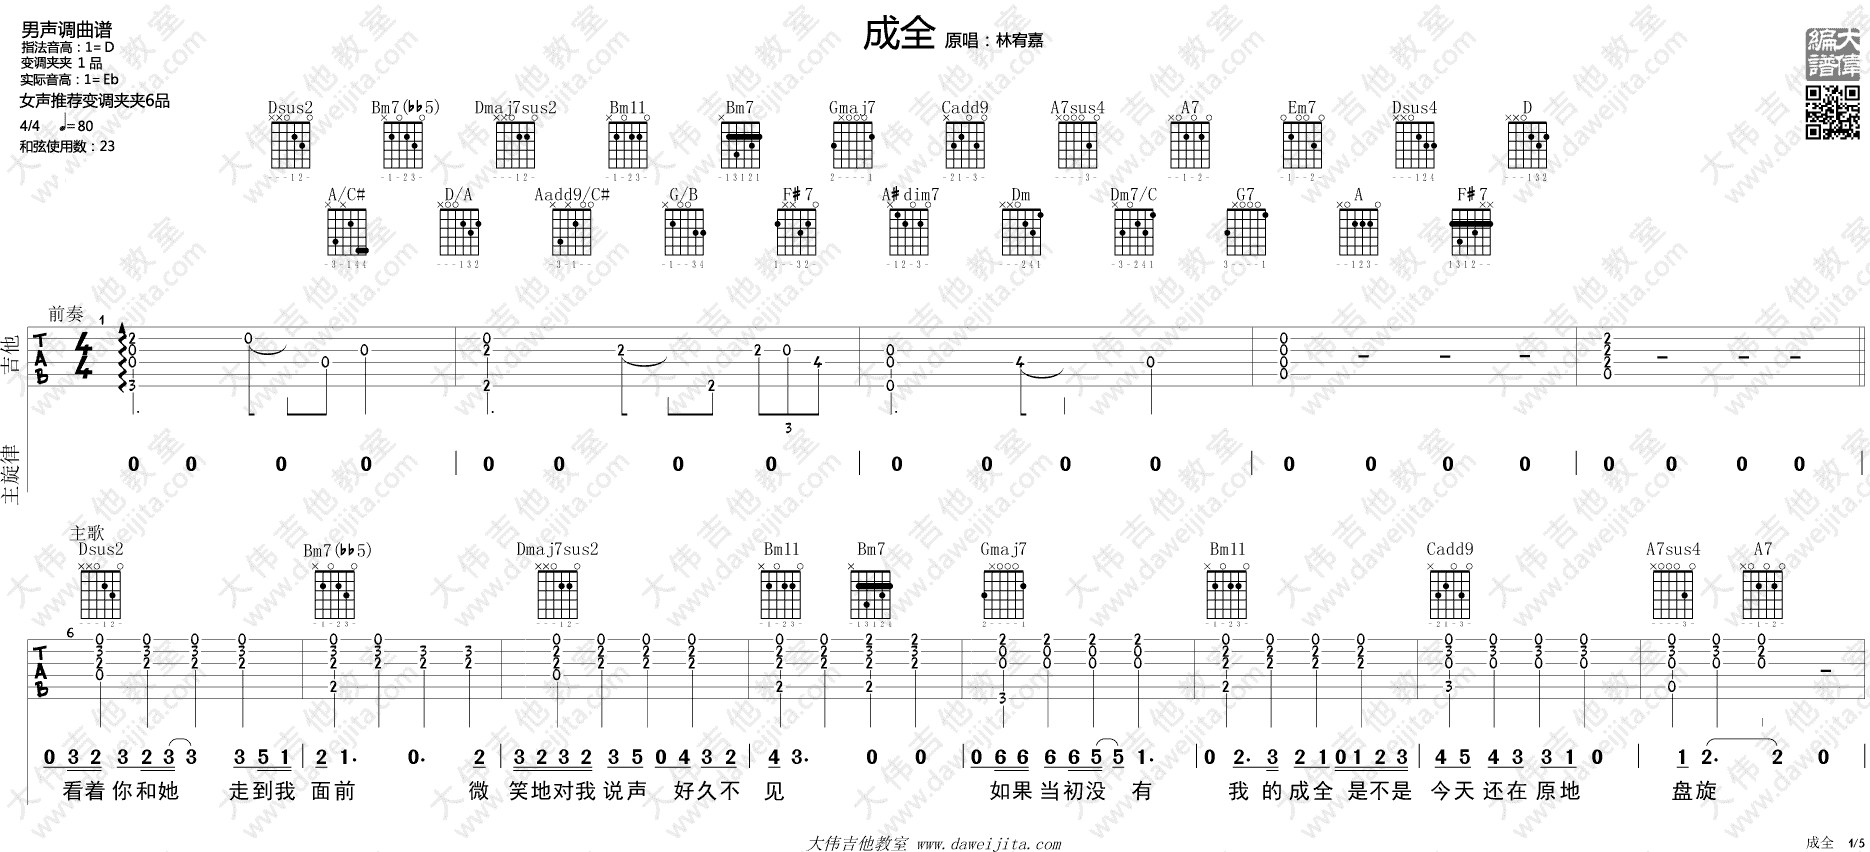 男声调曲谱
指法音高：1= D
变调夹夹 1 品
实际音高：1= Eb
女声推荐变调夹夹6品
4/4 ♩= 80
和弦使用数：23
成全 原唱：林宥嘉
大偉編譜
Dsus2 Bm7(♭♭5) Dmaj7sus2 Bm11 Bm7 Gmaj7 Cadd9 A7sus4 A7 Em7 Dsus4 D
A/C# D/A Aadd9/C# G/B F♯7 A♯dim7 Dm Dm7/C G7 A F♯7
前奏
1
吉他
TAB 4/4
主旋律
0 0 0 0 | 0 0 0 0 | 0 0 0 0 | 0 0 0 0 | 0 0 0 0 |
主歌
Dsus2 Bm7(♭♭5) Dmaj7sus2 Bm11 Bm7 Gmaj7 Bm11 Cadd9 A7sus4 A7
6
TAB
0 3 2 3 2 3 3 3 5 1 | 2 1. 0. 2 | 3 2 3 2 3 5 0 4 3 2 | 4 3. 0 0 | 0 6 6 6 6 5 5 1. | 0 2. 3 2 1 0 1 2 3 | 4 5 4 3 3 1 0 | 1 2. 2 0 |
看着你和她 走到我 面前 微 笑地对我 说声 好久不 见 如果 当初没 有 我 的成全 是不是 今天 还在 原地 盘旋
大伟吉他教室 www.daweijita.com
成全 1/5